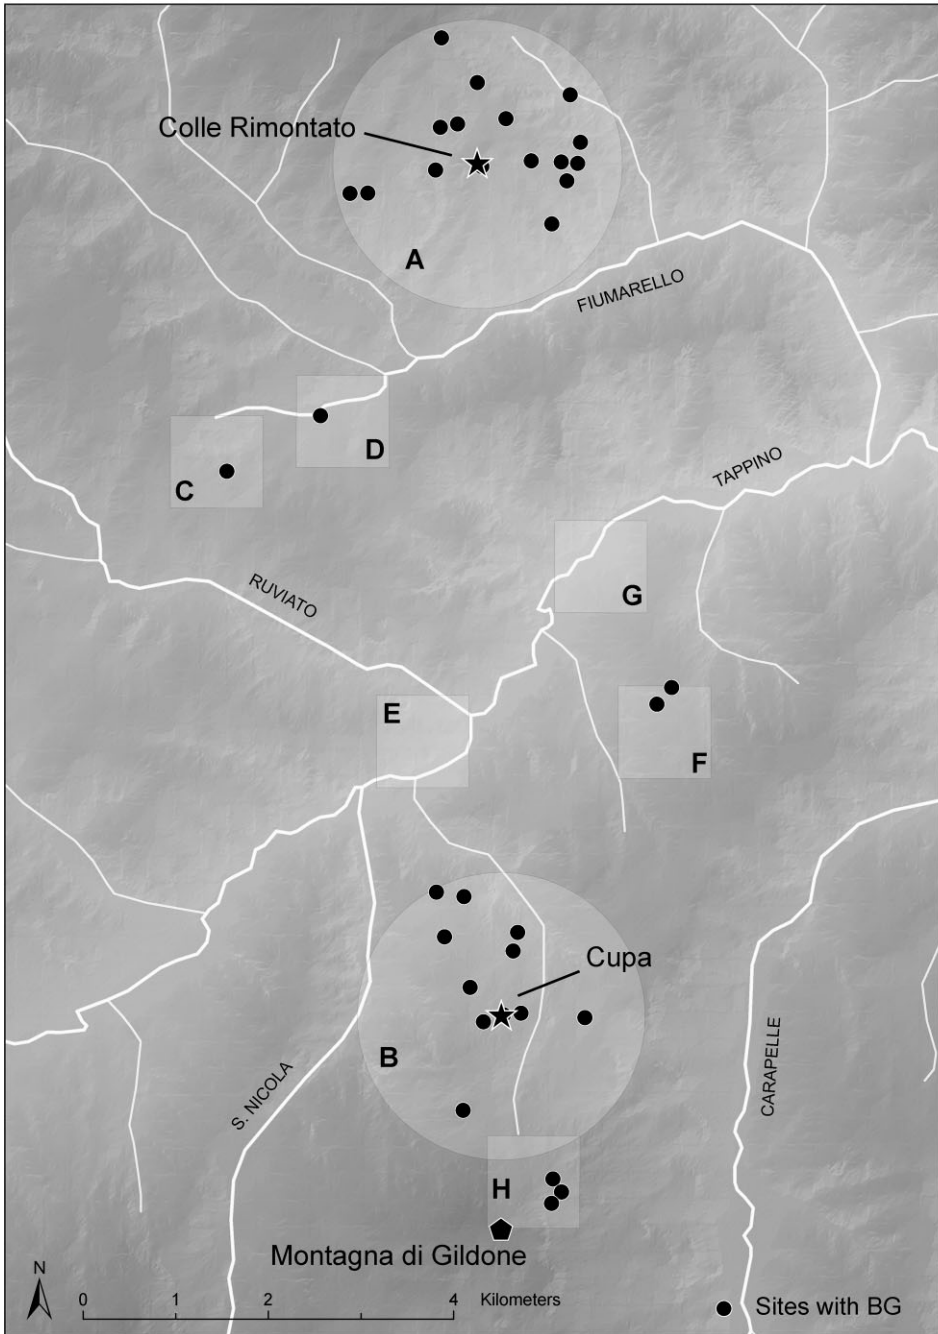 Colle Rimontato
A
FIUMARELLO
D
C
TAPPINO
RUVIATO
G
E
F
Cupa
B
S. NICOLA
CARAPELLE
H
Montagna di Gildone
N
0 1 2 4 Kilometers
Sites with BG